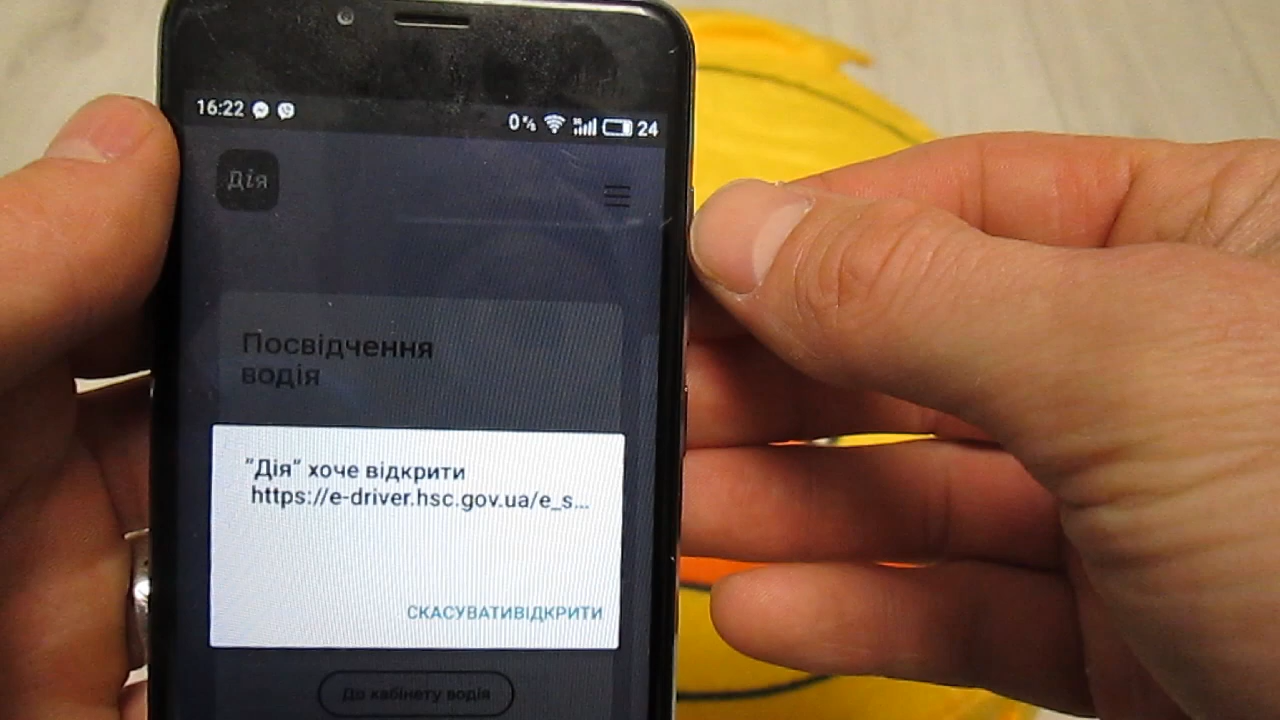 16:22
0 % 24
Дія
Посвідчення
водія
"Дія" хоче відкрити
https://e-driver.hsc.gov.ua/e_s...
СКАСУВАТИВІДКРИТИ
До кабінету водія